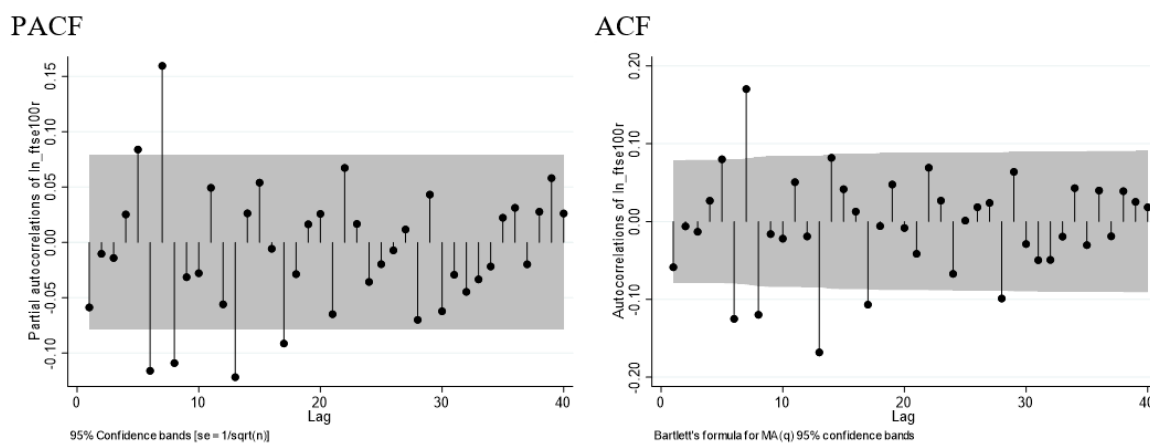 PACF
ACF
Partial autocorrelations of ln_ftse100r
0.15
0.10
0.05
0.00
-0.05
-0.10
0
10
20
30
40
Lag
95% Confidence bands [se = 1/sqrt(n)]
Autocorrelations of ln_ftse100r
0.20
0.10
0.00
-0.10
-0.20
0
10
20
30
40
Lag
Bartlett's formula for MA(q) 95% confidence bands